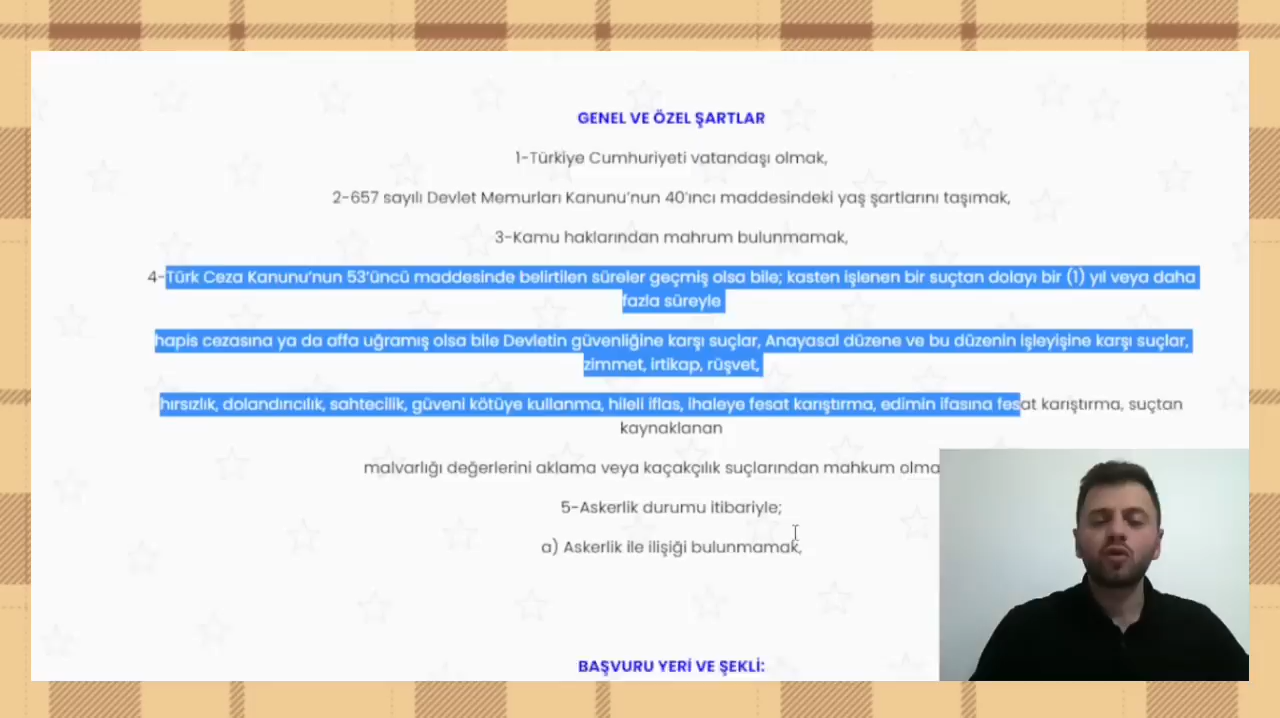 GENEL VE ÖZEL ŞARTLAR
1-Türkiye Cumhuriyeti vatandaşı olmak,
2-657 sayılı Devlet Memurları Kanunu'nun 40'ıncı maddesindeki yaş şartlarını taşımak,
3-Kamu haklarından mahrum bulunmamak,
4-Türk Ceza Kanunu'nun 53'üncü maddesinde belirtilen süreler geçmiş olsa bile; kasten işlenen bir suçtan dolayı bir (1) yıl veya daha
fazla süreyle
hapis cezasına ya da affa uğramış olsa bile Devletin güvenliğine karşı suçlar, Anayasal düzene ve bu düzenin işleyişine karşı suçlar,
zimmet, irtikap, rüşvet,
hırsızlık, dolandırıcılık, sahtecilik, güveni kötüye kullanma, hileli iflas, ihaleye fesat karıştırma, edimin ifasına fesat karıştırma, suçtan
kaynaklanan
malvarlığı değerlerini aklama veya kaçakçılık suçlarından mahkum olma
5-Askerlik durumu itibariyle;
a) Askerlik ile ilişiği bulunmamak,
BAŞVURU YERİ VE ŞEKLİ: